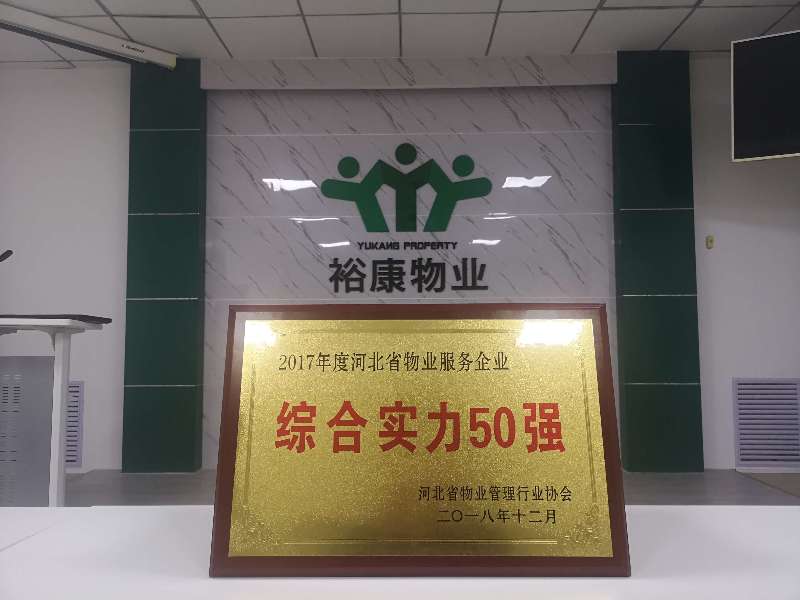 YUKANG PROPERTY
裕康物业
2017年度河北省物业服务企业
综合实力50强
河北省物业管理行业协会
二〇一八年十二月